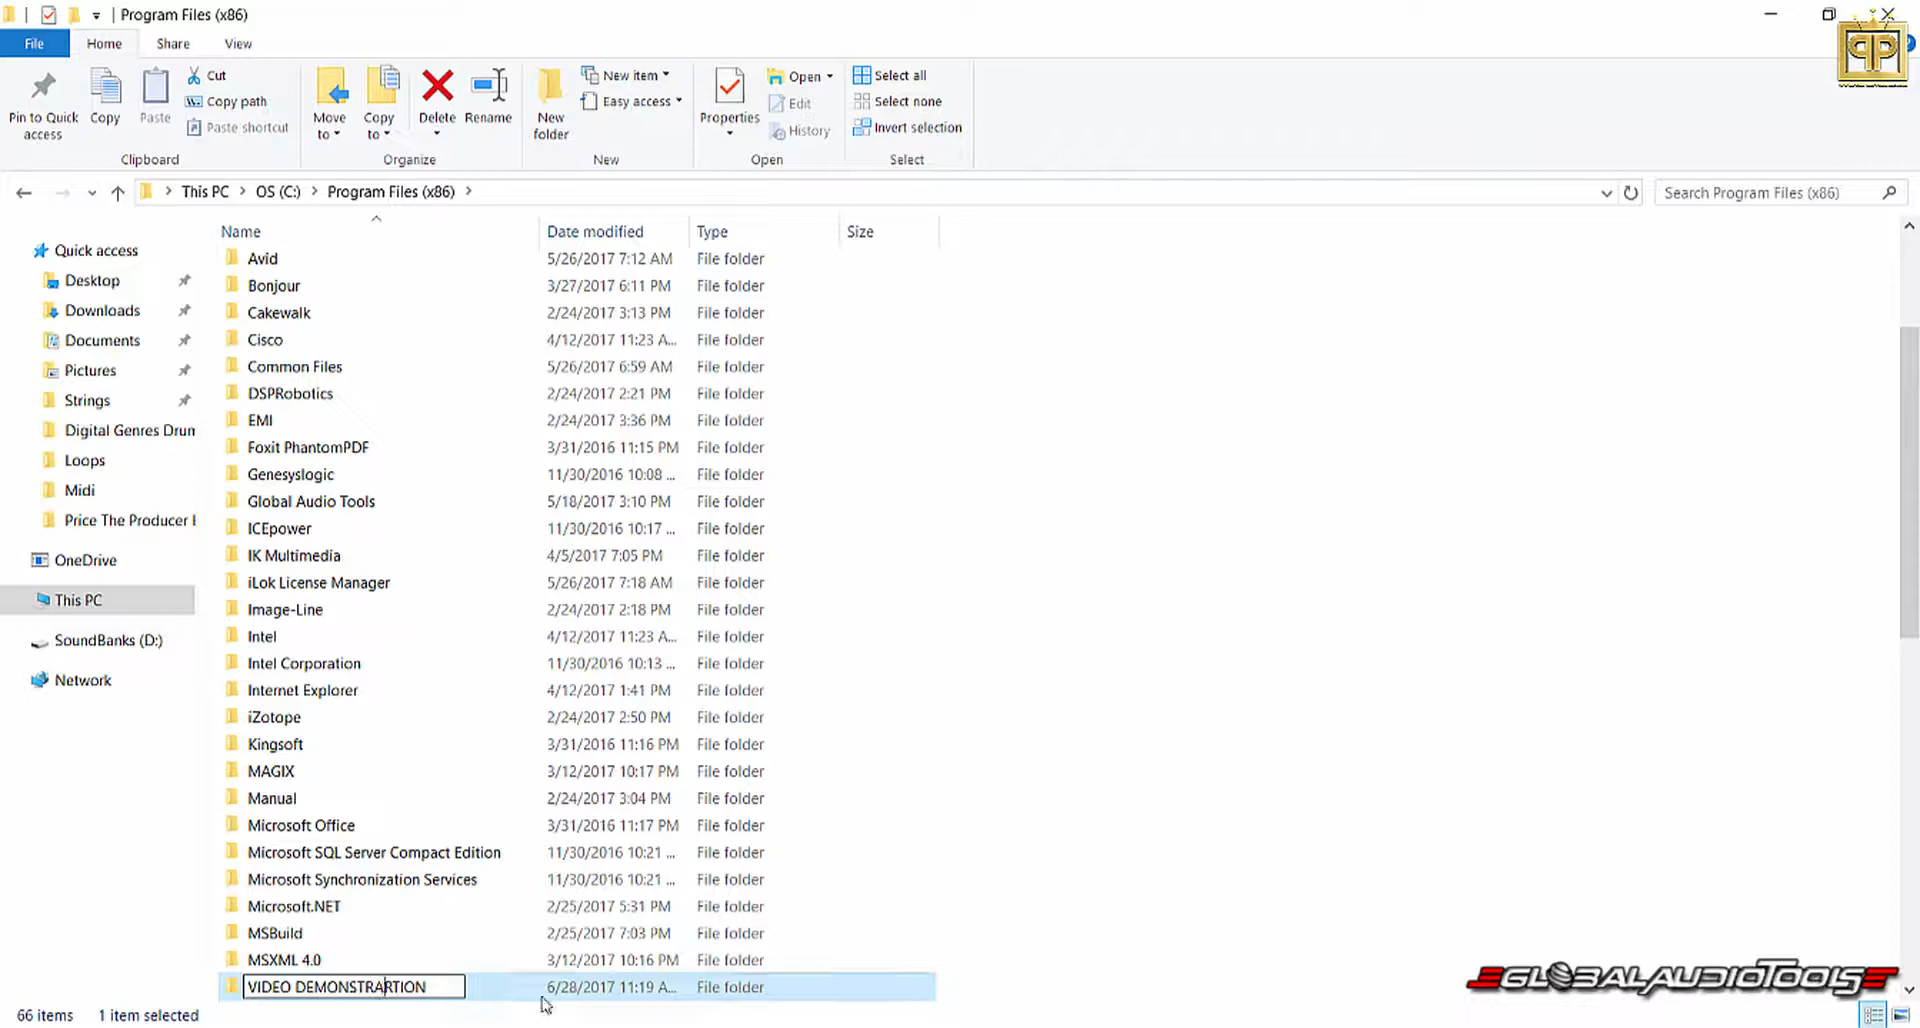 Program Files (x86)
File Home Share View
Pin to Quick access
Copy
Paste
Cut
Copy path
Paste shortcut
Clipboard
Move to
Copy to
Delete
Rename
Organize
New folder
New item
Easy access
New
Properties
Open
Edit
History
Open
Select all
Select none
Invert selection
Select
This PC > OS (C:) > Program Files (x86) >
Search Program Files (x86)
Quick access
Desktop
Downloads
Documents
Pictures
Strings
Digital Genres Drum
Loops
Midi
Price The Producer
OneDrive
This PC
SoundBanks (D:)
Network
Name Date modified Type Size
Avid 5/26/2017 7:12 AM File folder
Bonjour 3/27/2017 6:11 PM File folder
Cakewalk 2/24/2017 3:13 PM File folder
Cisco 4/12/2017 11:23 A... File folder
Common Files 5/26/2017 6:59 AM File folder
DSPRobotics 2/24/2017 2:21 PM File folder
EMI 2/24/2017 3:36 PM File folder
Foxit PhantomPDF 3/31/2016 11:15 PM File folder
Genesyslogic 11/30/2016 10:08 ... File folder
Global Audio Tools 5/18/2017 3:10 PM File folder
ICEpower 11/30/2016 10:17 ... File folder
IK Multimedia 4/5/2017 7:05 PM File folder
iLok License Manager 5/26/2017 7:18 AM File folder
Image-Line 2/24/2017 2:18 PM File folder
Intel 4/12/2017 11:23 A... File folder
Intel Corporation 11/30/2016 10:13 ... File folder
Internet Explorer 4/12/2017 1:41 PM File folder
iZotope 2/24/2017 2:50 PM File folder
Kingsoft 3/31/2016 11:16 PM File folder
MAGIX 3/12/2017 10:17 PM File folder
Manual 2/24/2017 3:04 PM File folder
Microsoft Office 3/31/2016 11:17 PM File folder
Microsoft SQL Server Compact Edition 11/30/2016 10:21 ... File folder
Microsoft Synchronization Services 11/30/2016 10:21 ... File folder
Microsoft.NET 2/25/2017 5:31 PM File folder
MSBuild 2/25/2017 7:03 PM File folder
MSXML 4.0 3/12/2017 10:16 PM File folder
VIDEO DEMONSTRARTION 6/28/2017 11:19 A... File folder
GLOBALAUDIOTOOLS
66 items 1 item selected